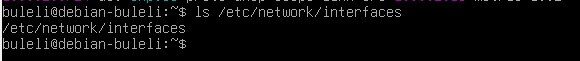 buleli@debian-buleli:~$ ls /etc/network/interfaces
/etc/network/interfaces
buleli@debian-buleli:~$